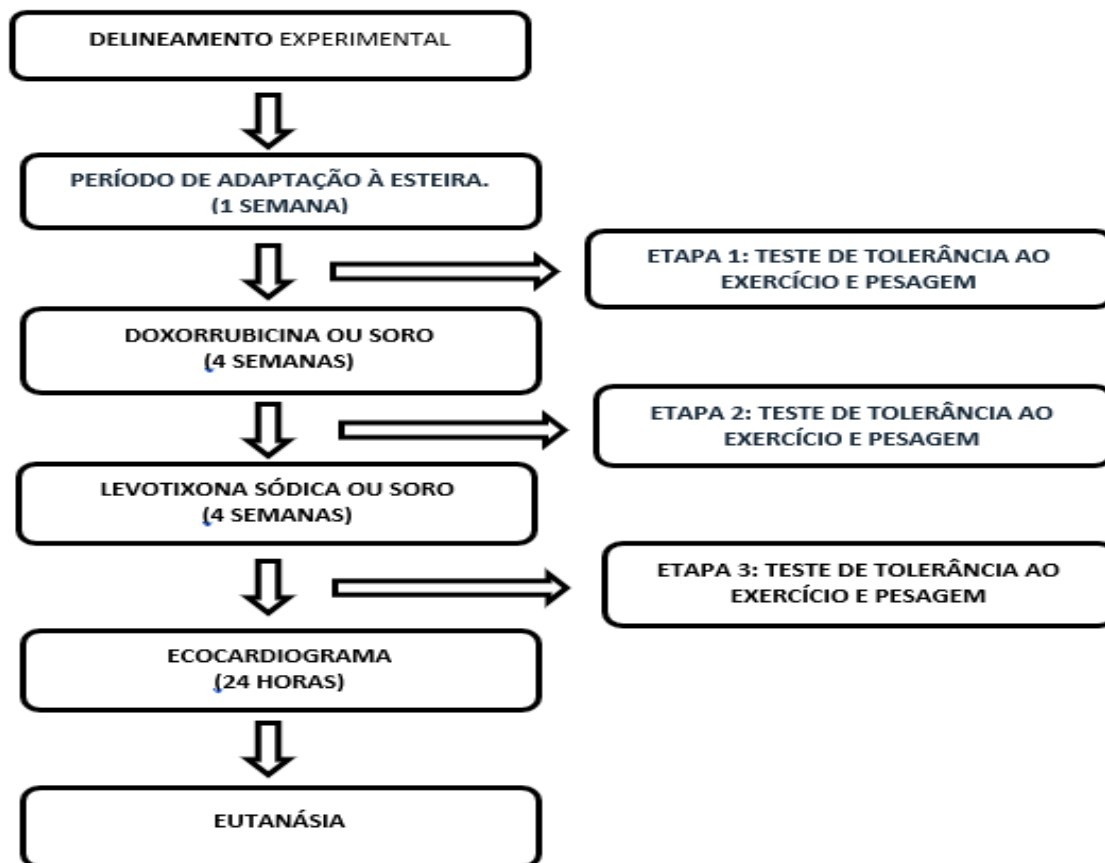 DELINEAMENTO EXPERIMENTAL
PERÍODO DE ADAPTAÇÃO À ESTEIRA.
(1 SEMANA)
ETAPA 1: TESTE DE TOLERÂNCIA AO
EXERCÍCIO E PESAGEM
DOXORRUBICINA OU SORO
(4 SEMANAS)
ETAPA 2: TESTE DE TOLERÂNCIA AO
EXERCÍCIO E PESAGEM
LEVOTIXONA SÓDICA OU SORO
(4 SEMANAS)
ETAPA 3: TESTE DE TOLERÂNCIA AO
EXERCÍCIO E PESAGEM
ECOCARDIOGRAMA
(24 HORAS)
EUTANÁSIA